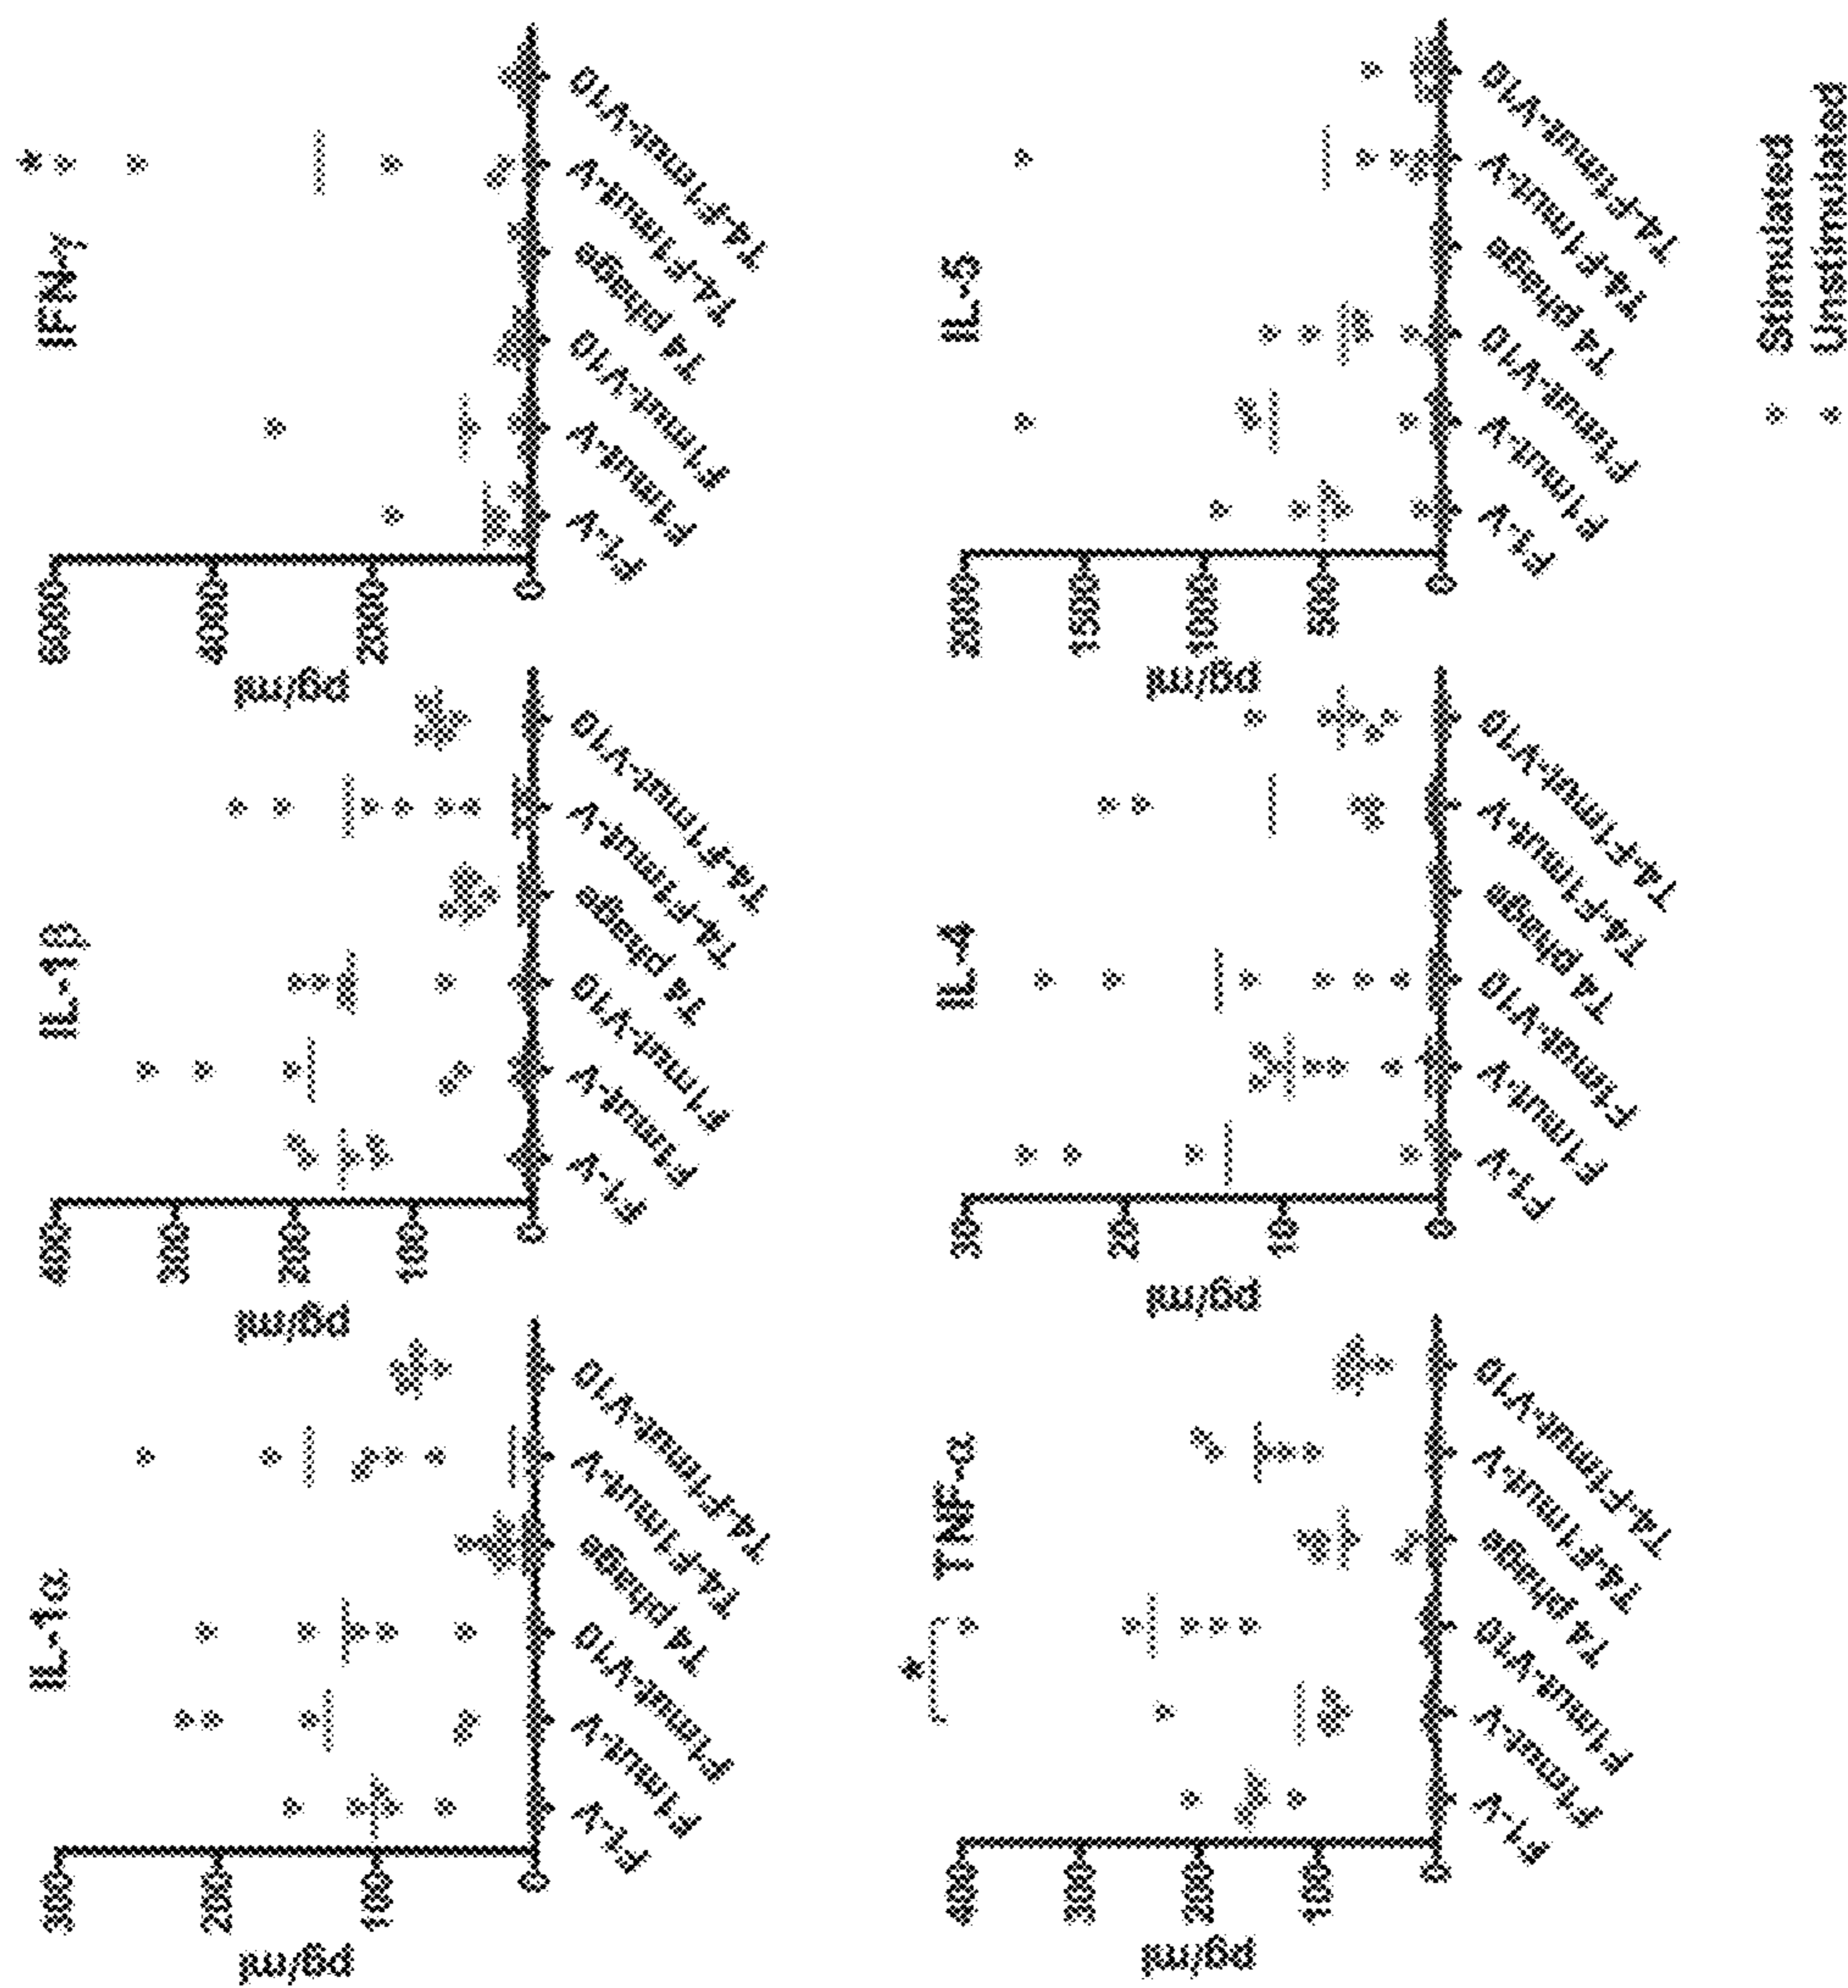 IL-1α
pg/ml
300
200
100
0
F1-V
F1mut-V
F1mut-V10
T4 phage
T4-F1mut-V
T4-F1mut-V10
IL-1β
pg/ml
400
300
200
100
0
F1-V
F1mut-V
F1mut-V10
T4 phage
T4-F1mut-V
T4-F1mut-V10
IFN-γ
*
pg/ml
6000
4000
2000
0
F1-V
F1mut-V
F1mut-V10
T4 phage
T4-F1mut-V
T4-F1mut-V10
*
TNF-α
pg/ml
400
300
200
100
0
F1-V
F1mut-V
F1mut-V10
T4 phage
T4-F1mut-V
T4-F1mut-V10
IL-4
pg/ml
30
20
10
0
F1-V
F1mut-V
F1mut-V10
T4 phage
T4-F1mut-V
T4-F1mut-V10
IL-5
pg/ml
2000
1500
1000
500
0
F1-V
F1mut-V
F1mut-V10
T4 phage
T4-F1mut-V
T4-F1mut-V10
Stimulated
Unstimulated